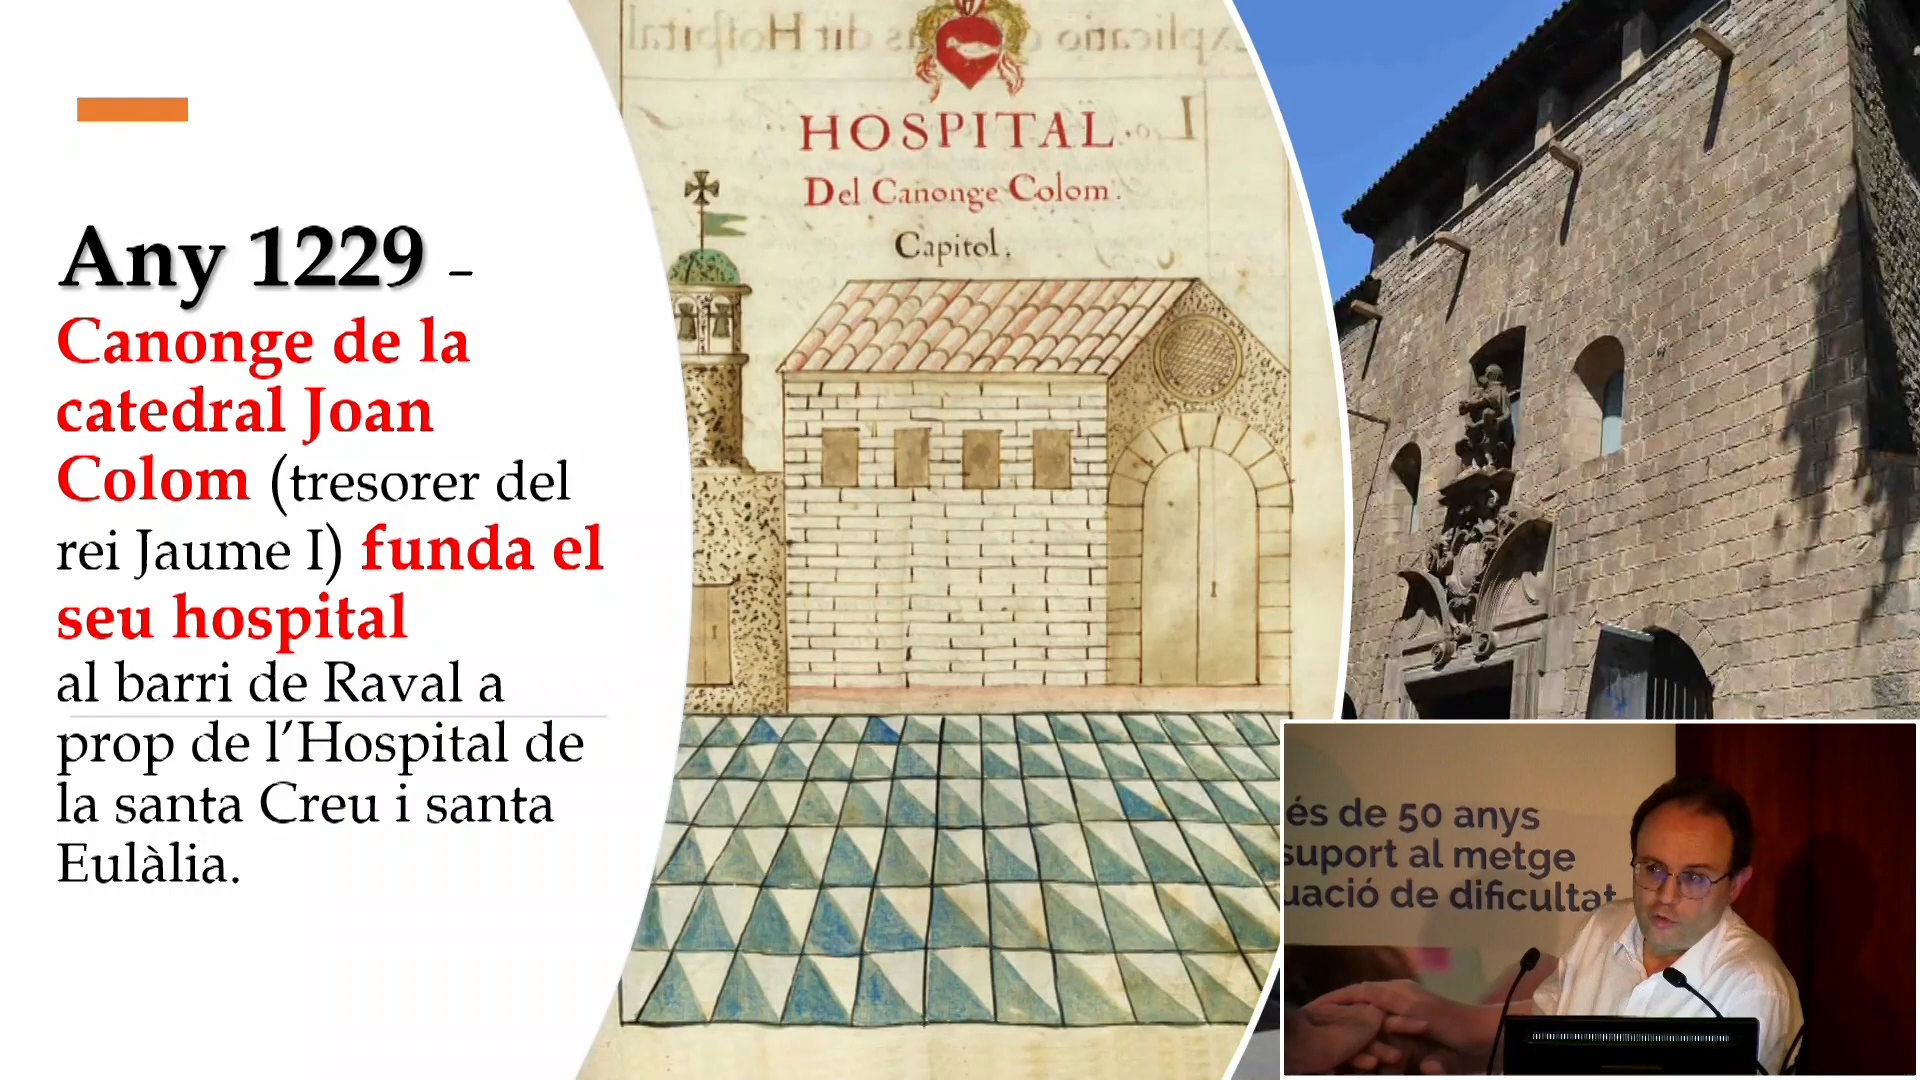 Any 1229 –
Canonge de la
catedral Joan
Colom (tresorer del
rei Jaume I) funda el
seu hospital
al barri de Raval a
prop de l’Hospital de
la santa Creu i santa
Eulàlia.
HOSPITAL
Del Canonge Colom.
Capitol.
és de 50 anys
suport al metge
uació de dificultat